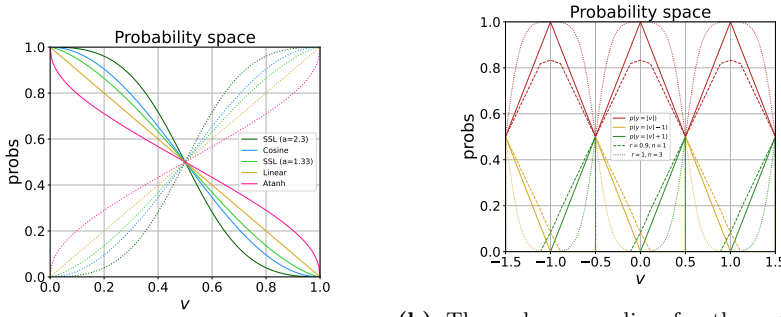 Probability space
probs
1.0
0.8
0.6
0.4
0.2
0.0
SSL (a=2.3)
Cosine
SSL (a=1.33)
Linear
Atanh
0.0 0.2 0.4 0.6 0.8 1.0
v
Probability space
probs
1.0
0.8
0.6
0.4
0.2
0.0
p(y = ⌊v⌉)
p(y = ⌊v⌉ − 1)
p(y = ⌊v⌉ + 1)
r = 0.9, n = 1
r = 1, n = 3
−1.5 −1.0 −0.5 0.0 0.5 1.0 1.5
v